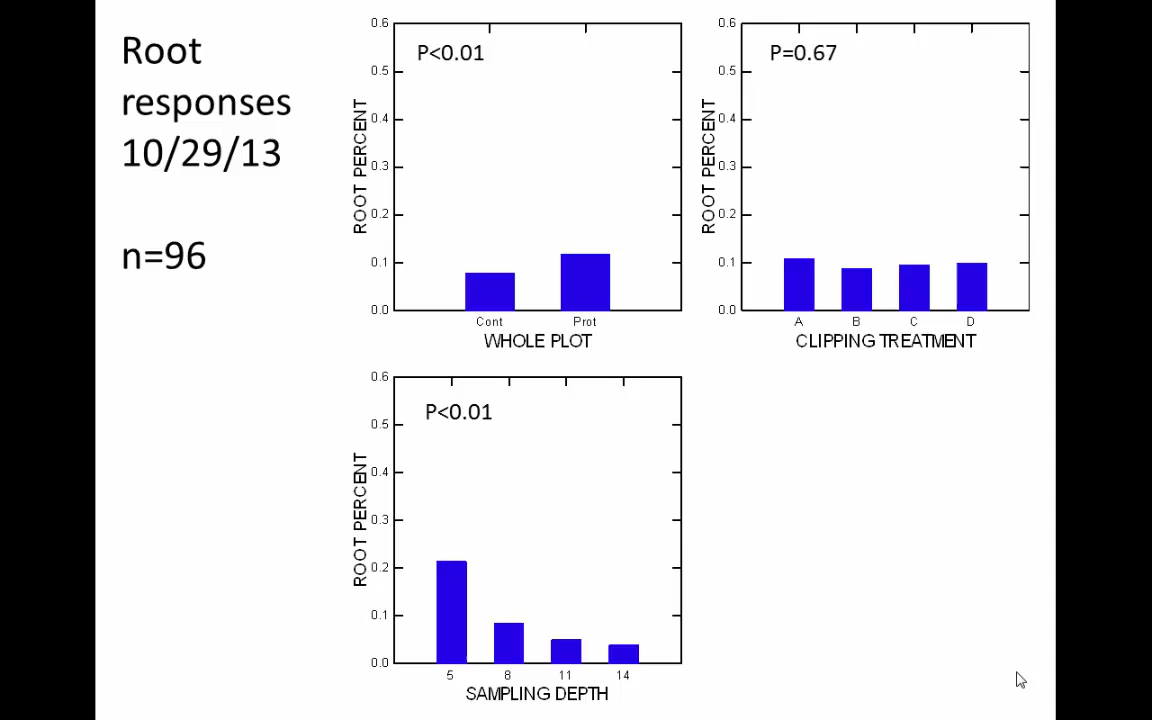 Root
responses
10/29/13
n=96
P<0.01
ROOT PERCENT
0.6
0.5
0.4
0.3
0.2
0.1
0.0
Cont Prot
WHOLE PLOT
P=0.67
ROOT PERCENT
0.6
0.5
0.4
0.3
0.2
0.1
0.0
A B C D
CLIPPING TREATMENT
P<0.01
ROOT PERCENT
0.6
0.5
0.4
0.3
0.2
0.1
0.0
5 8 11 14
SAMPLING DEPTH